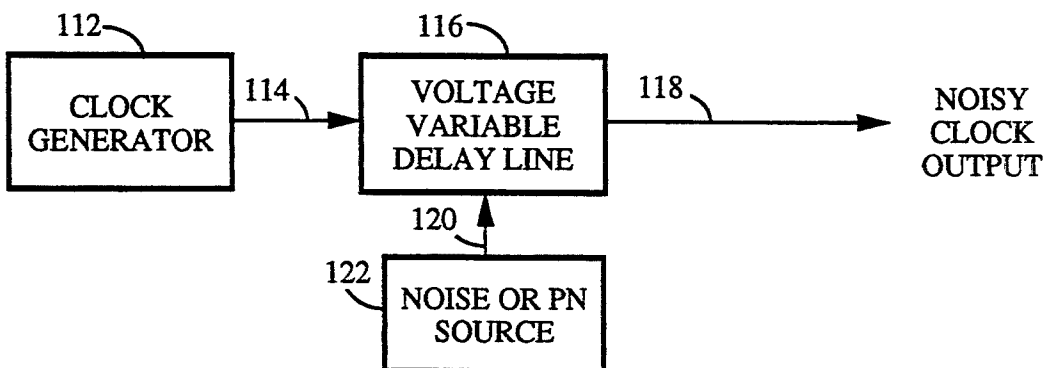 112
CLOCK
GENERATOR
114
116
VOLTAGE
VARIABLE
DELAY LINE
118
NOISY
CLOCK
OUTPUT
120
122
NOISE OR PN
SOURCE